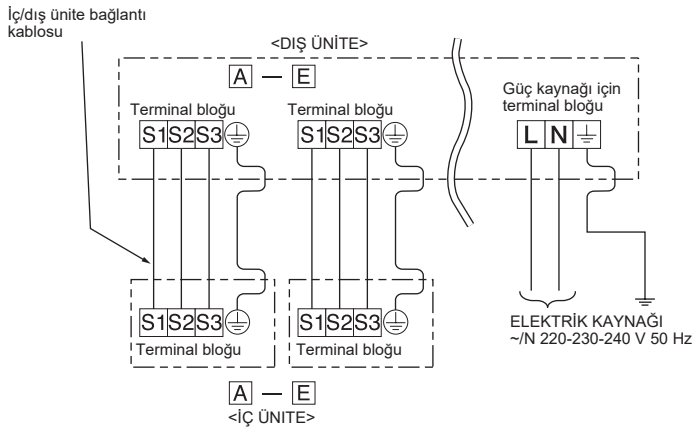 İç/dış ünite bağlantı
kablosu
<DIŞ ÜNİTE>
A — E
Terminal bloğu
Terminal bloğu
Güç kaynağı için
terminal bloğu
S1 S2 S3
S1 S2 S3
L N
S1 S2 S3
S1 S2 S3
Terminal bloğu
Terminal bloğu
ELEKTRİK KAYNAĞI
~/N 220-230-240 V 50 Hz
A — E
<İÇ ÜNITE>